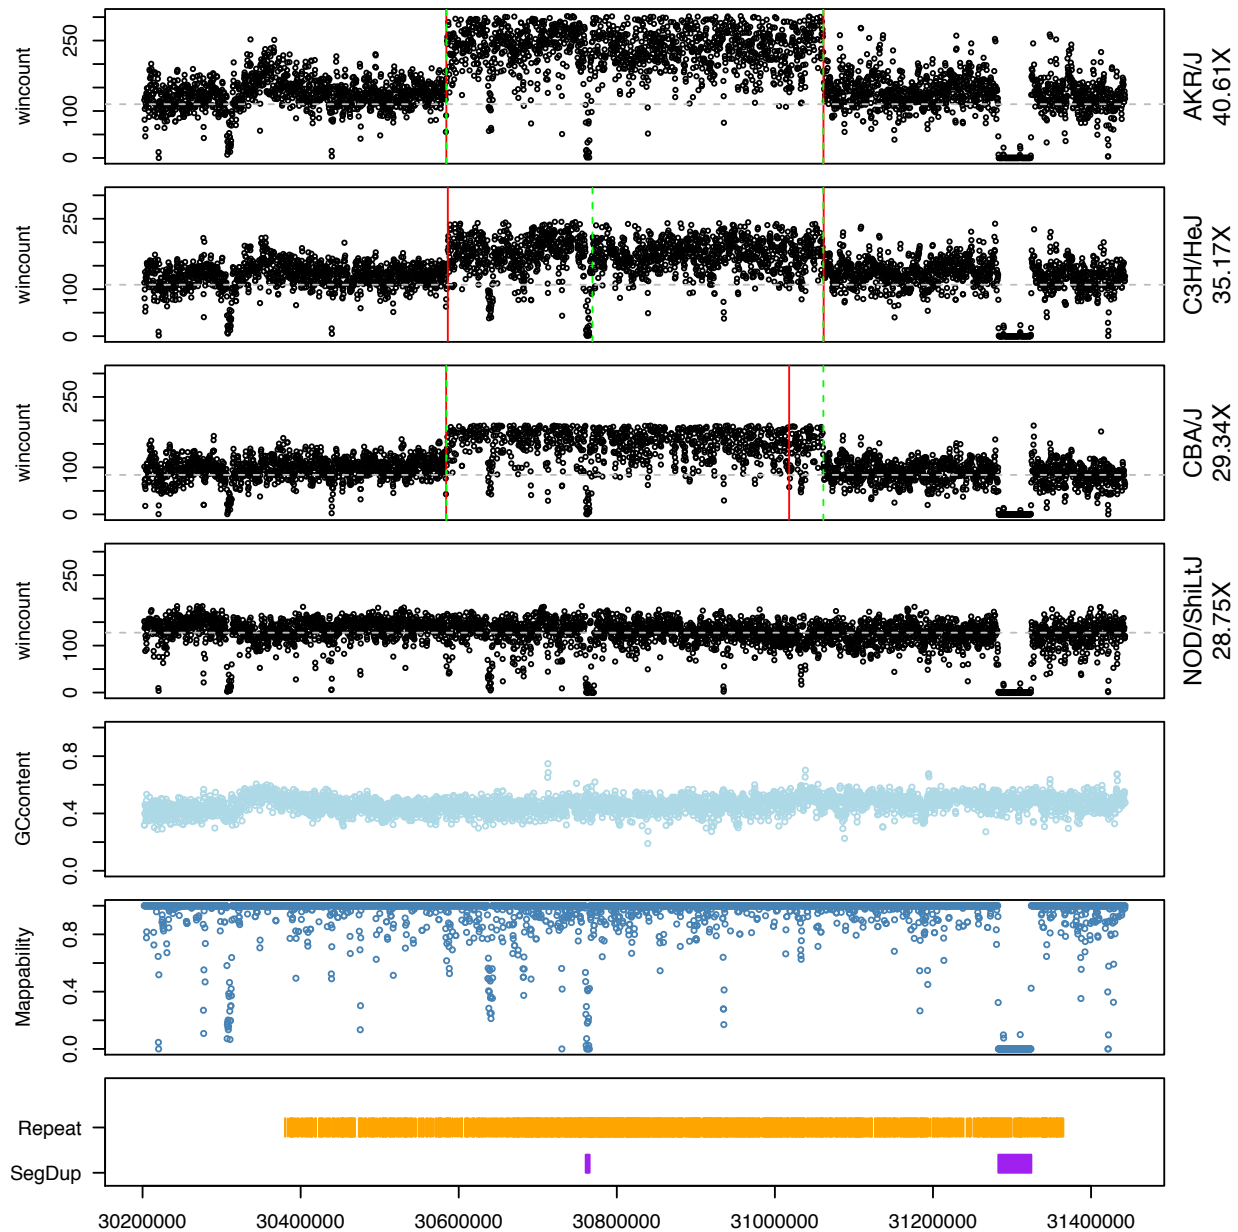 wincount
0
100
250
AKR/J
40.61X
wincount
0
100
250
C3H/HeJ
35.17X
wincount
0
100
250
CBA/J
29.34X
wincount
0
100
250
NOD/ShiLtJ
28.75X
GCcontent
0.0
0.4
0.8
Mappability
0.0
0.4
0.8
Repeat
SegDup
30200000 30400000 30600000 30800000 31000000 31200000 31400000